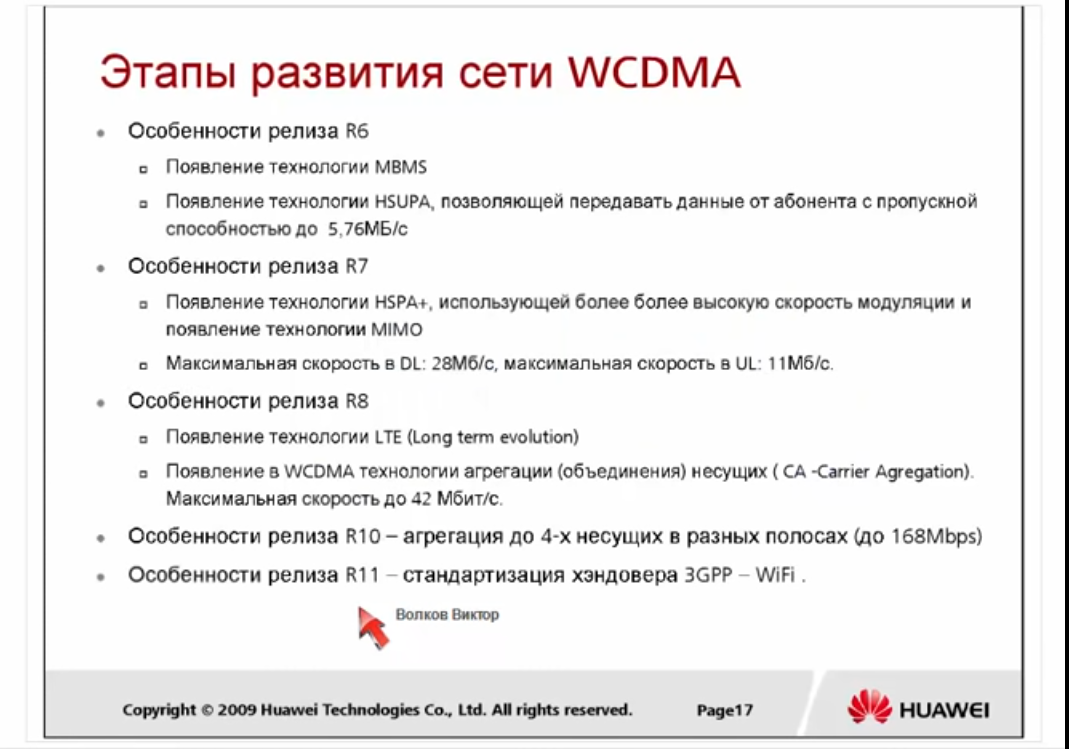 Этапы развития сети WCDMA
Особенности релиза R6
Появление технологии MBMS
Появление технологии HSUPA, позволяющей передавать данные от абонента с пропускной
способностью до 5,76МБ/с
Особенности релиза R7
Появление технологии HSPA+, использующей более более высокую скорость модуляции и
появление технологии MIMO
Максимальная скорость в DL: 28Мб/с, максимальная скорость в UL: 11Мб/с.
Особенности релиза R8
Появление технологии LTE (Long term evolution)
Появление в WCDMA технологии агрегации (объединения) несущих ( CA -Carrier Agregation).
Максимальная скорость до 42 Мбит/с.
Особенности релиза R10 – агрегация до 4-х несущих в разных полосах (до 168Mbps)
Особенности релиза R11 – стандартизация хэндовера 3GPP – WiFi .
Волков Виктор
Copyright © 2009 Huawei Technologies Co., Ltd. All rights reserved. Page17 HUAWEI